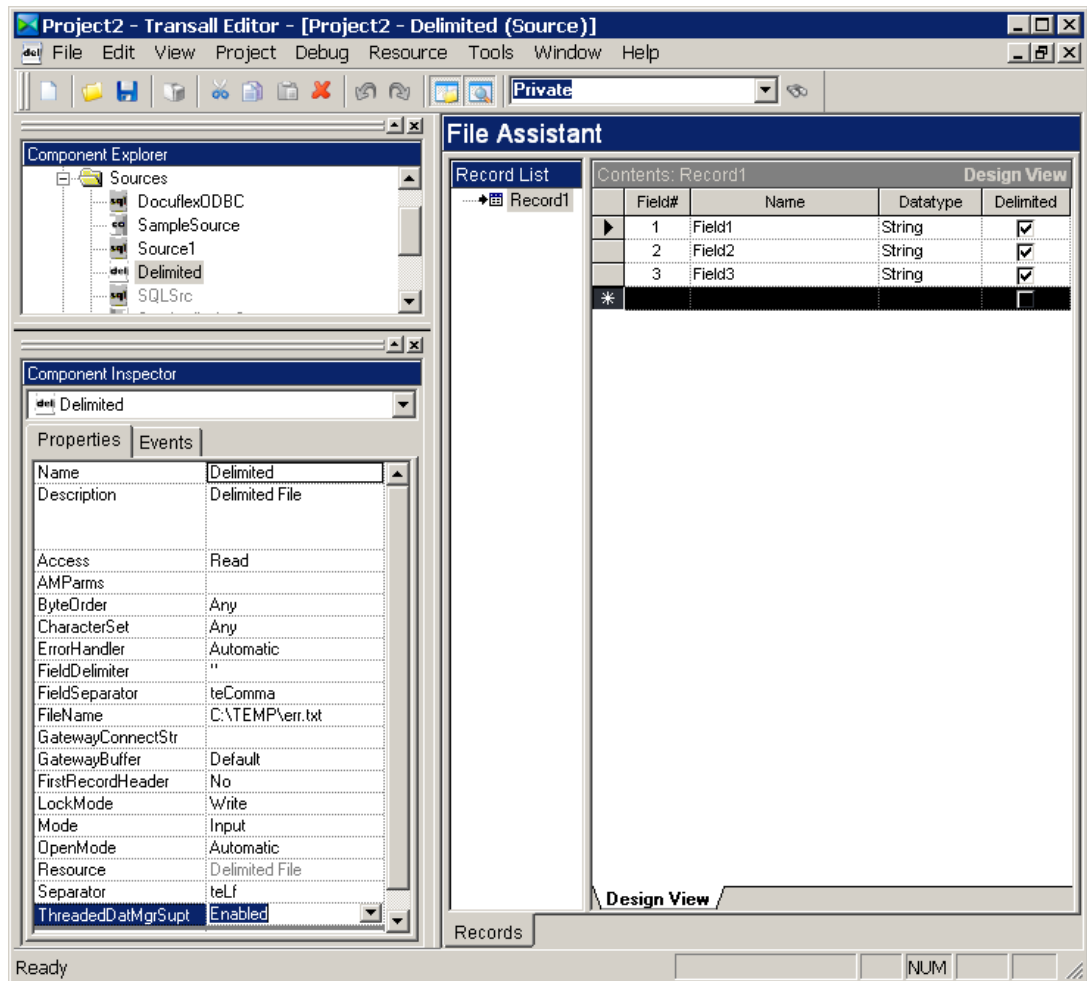 Project2 - Transall Editor - [Project2 - Delimited (Source)]
File Edit View Project Debug Resource Tools Window Help
Private
Component Explorer
Sources
sql DocuflexODBC
SampleSource
sql Source1
del Delimited
sql SQLSrc
Component Inspector
del Delimited
Properties Events
Name Delimited
Description Delimited File
Access Read
AMParms
ByteOrder Any
CharacterSet Any
ErrorHandler Automatic
FieldDelimiter "
FieldSeparator teComma
FileName C:\TEMP\err.txt
GatewayConnectStr
GatewayBuffer Default
FirstRecordHeader No
LockMode Write
Mode Input
OpenMode Automatic
Resource Delimited File
Separator teLf
ThreadedDatMgrSupt Enabled
File Assistant
Record List
Record1
Contents: Record1 Design View
Field# Name Datatype Delimited
1 Field1 String
2 Field2 String
3 Field3 String
Design View
Records
Ready NUM